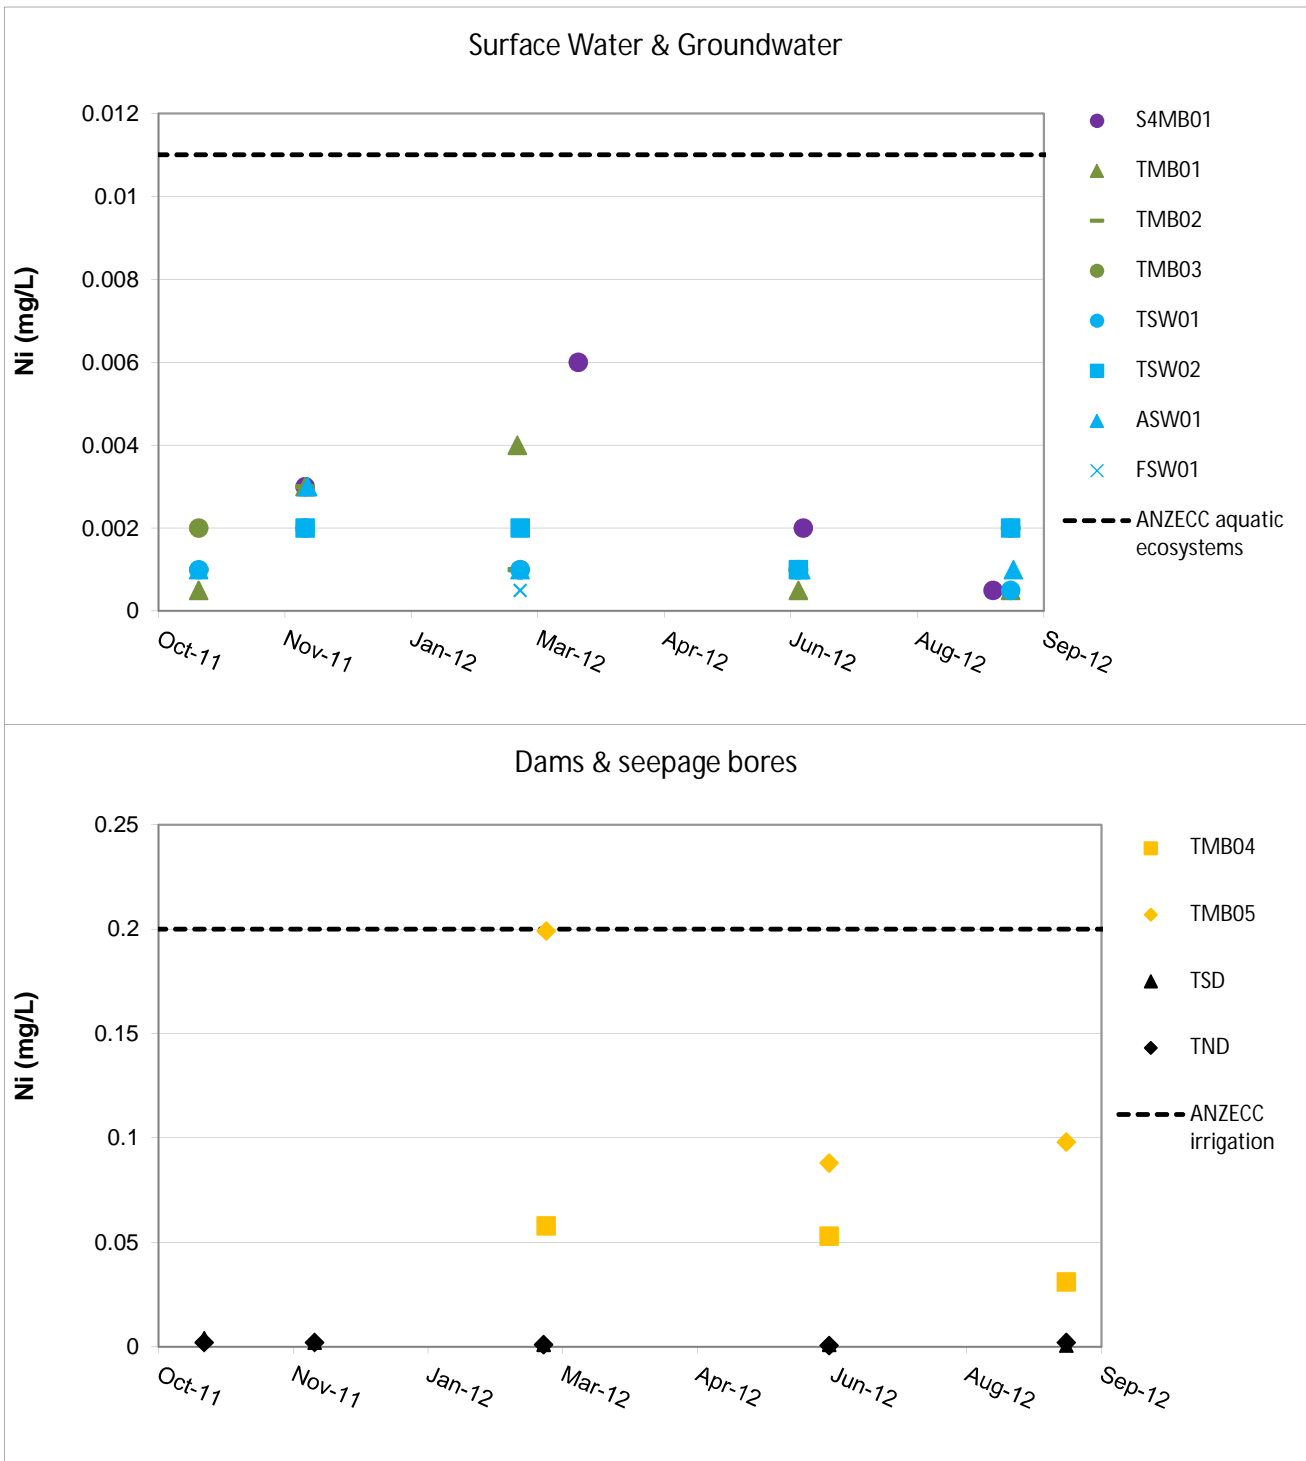 Surface Water & Groundwater
0.012
0.01
0.008
0.006
0.004
0.002
0
Ni (mg/L)
Oct-11
Nov-11
Jan-12
Mar-12
Apr-12
Jun-12
Aug-12
Sep-12
S4MB01
TMB01
TMB02
TMB03
TSW01
TSW02
ASW01
FSW01
ANZECC aquatic
ecosystems
Dams & seepage bores
0.25
0.2
0.15
0.1
0.05
0
Ni (mg/L)
Oct-11
Nov-11
Jan-12
Mar-12
Apr-12
Jun-12
Aug-12
Sep-12
TMB04
TMB05
TSD
TND
ANZECC
irrigation